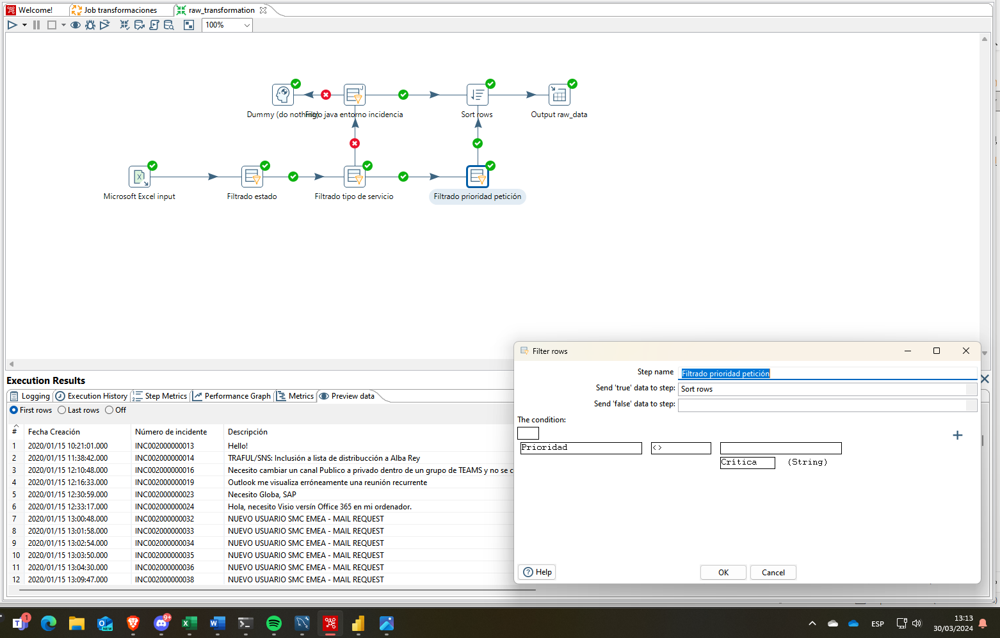 Welcome!
Job transformaciones
raw_transformation
100%
Dummy (do nothing)
Filtro java entorno incidencia
Sort rows
Output raw_data
Microsoft Excel input
Filtrado estado
Filtrado tipo de servicio
Filtrado prioridad petición
Execution Results
Logging
Execution History
Step Metrics
Performance Graph
Metrics
Preview data
First rows
Last rows
Off
# Fecha Creación Número de incidente Descripción
1 2020/01/15 10:21:01.000 INC002000000013 Hello!
2 2020/01/15 11:38:42.000 INC002000000014 TRAFUL/SNS: Inclusión a lista de distribucción a Alba Rey
3 2020/01/15 12:10:48.000 INC002000000016 Necesito cambiar un canal Publico a privado dentro de un grupo de TEAMS y no se c
4 2020/01/15 12:16:33.000 INC002000000019 Outlook me visualiza erróneamente una reunión recurrente
5 2020/01/15 12:30:59.000 INC002000000023 Necesito Globa, SAP
6 2020/01/15 12:33:17.000 INC002000000024 Hola, necesito Visio versín Office 365 en mi ordenador.
7 2020/01/15 13:00:48.000 INC002000000032 NUEVO USUARIO SMC EMEA - MAIL REQUEST
8 2020/01/15 13:01:58.000 INC002000000033 NUEVO USUARIO SMC EMEA - MAIL REQUEST
9 2020/01/15 13:02:54.000 INC002000000034 NUEVO USUARIO SMC EMEA - MAIL REQUEST
10 2020/01/15 13:03:50.000 INC002000000035 NUEVO USUARIO SMC EMEA - MAIL REQUEST
11 2020/01/15 13:04:30.000 INC002000000036 NUEVO USUARIO SMC EMEA - MAIL REQUEST
12 2020/01/15 13:09:47.000 INC002000000038 NUEVO USUARIO SMC EMEA - MAIL REQUEST
Filter rows
Step name Filtrado prioridad petición
Send 'true' data to step: Sort rows
Send 'false' data to step:
The condition:
Prioridad <>
Crítica (String)
Help
OK
Cancel
1
NEW
9+
ESP
13:13
30/03/2024